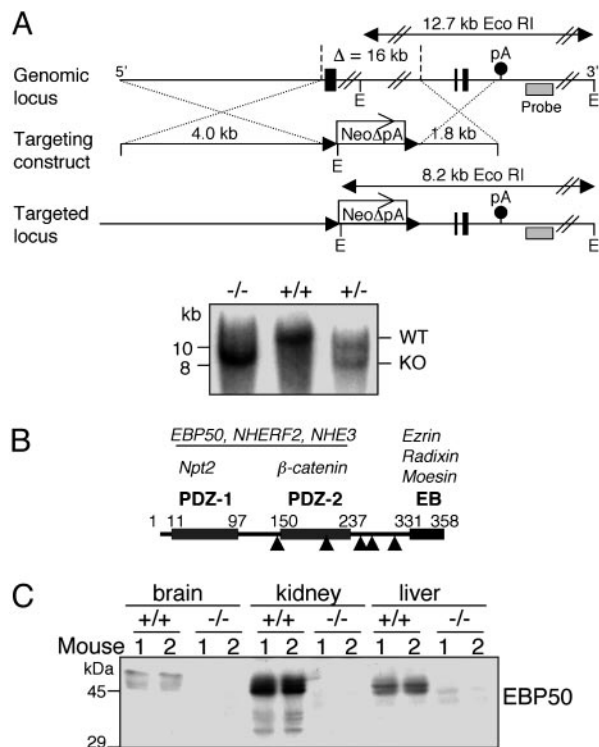 A
12.7 kb Eco RI
Δ = 16 kb
pA
Genomic locus
5'
3'
E
E
Probe
4.0 kb
1.8 kb
Targeting construct
NeoΔpA
E
8.2 kb Eco RI
pA
Targeted locus
NeoΔpA
E
E
-/- +/+ +/-
kb
10
8
WT
KO
B
EBP50, NHERF2, NHE3
Ezrin
Radixin
Moesin
Npt2 β-catenin
PDZ-1 PDZ-2 EB
1 11 97 150 237 331 358
C
brain kidney liver
+/+ -/- +/+ -/- +/+ -/-
Mouse 1 2 1 2 1 2 1 2 1 2 1 2
kDa
45
29
EBP50